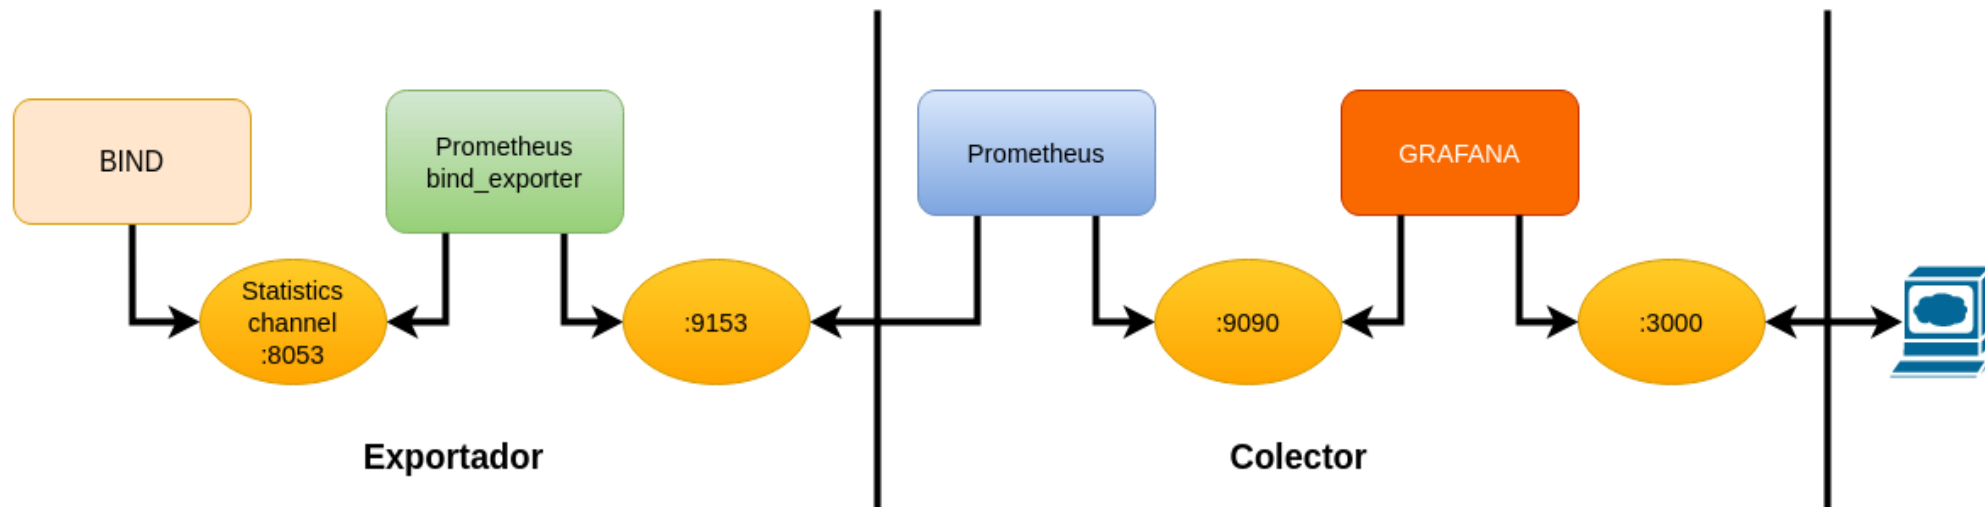 BIND
Prometheus
bind_exporter
Prometheus
GRAFANA
Statistics
channel
:8053
:9153
:9090
:3000
Exportador
Colector